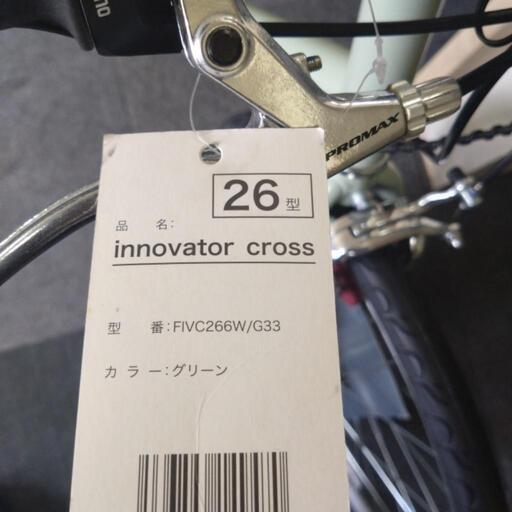 PROMAX
26型
品 名:
innovator cross
型 番:FIVC266W/G33
カ ラ ー:グリーン